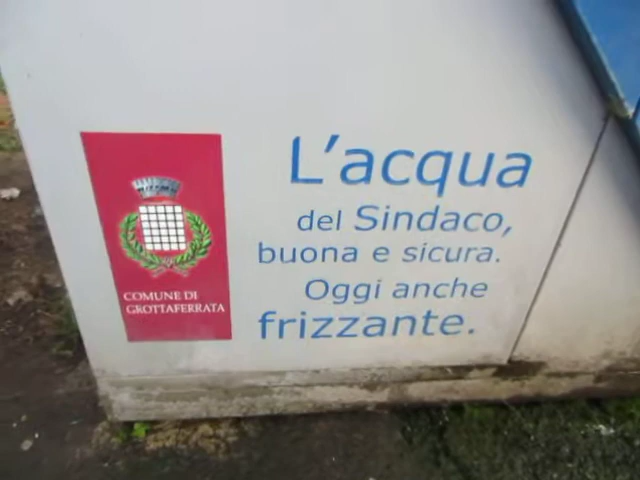 L'acqua
del Sindaco,
buona e sicura.
Oggi anche
frizzante.
COMUNE DI
GROTTAFERRATA